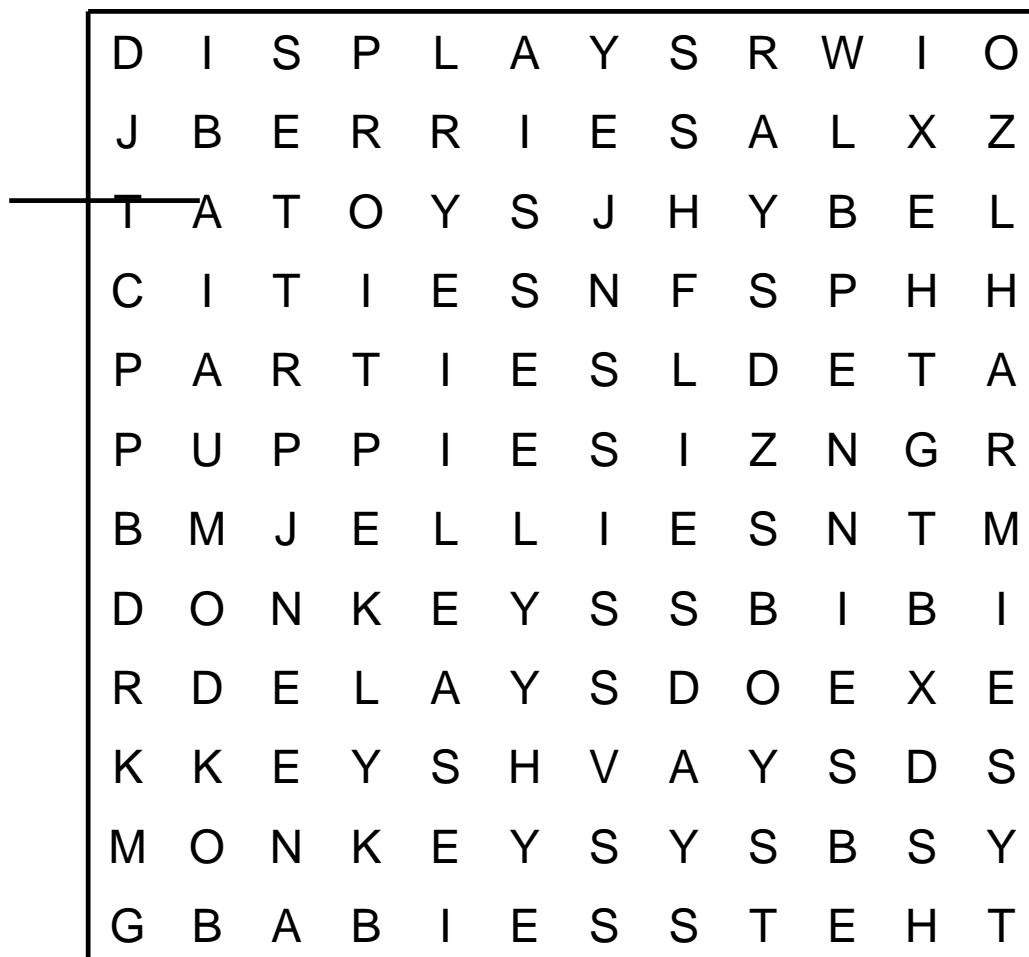 D I S P L A Y S R W I O
J B E R R I E S A L X Z
T A T O Y S J H Y B E L
C I T I E S N F S P H H
P A R T I E S L D E T A
P U P P I E S I Z N G R
B M J E L L I E S N T M
D O N K E Y S S B I B I
R D E L A Y S D O E X E
K K E Y S H V A Y S D S
M O N K E Y S Y S B S Y
G B A B I E S S T E H T